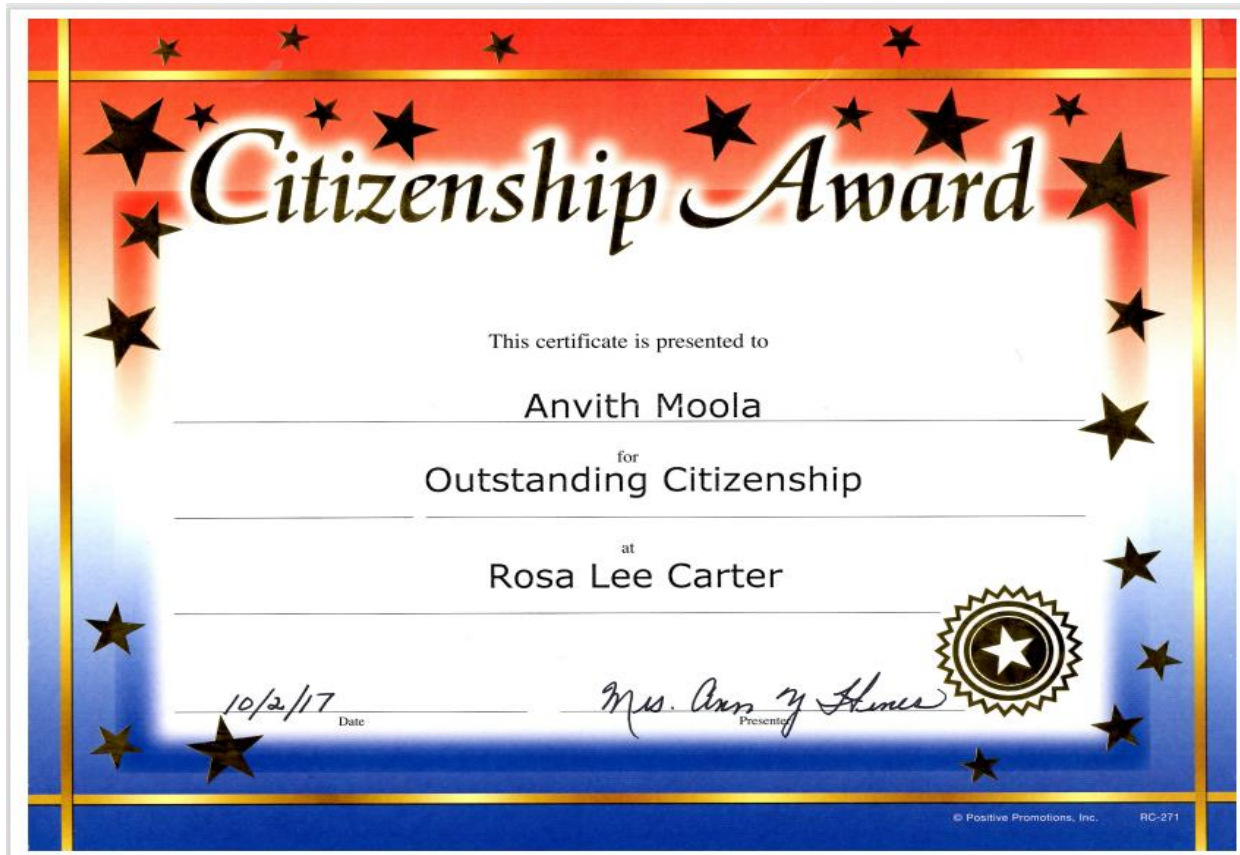 Citizenship Award
This certificate is presented to
Anvith Moola
for
Outstanding Citizenship
at
Rosa Lee Carter
10/2/17 Mrs. Ann Y Hines
Date Presenter
© Positive Promotions, Inc. RC-271